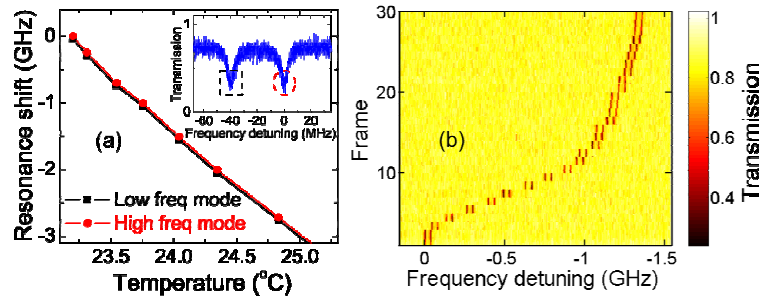 Resonance shift (GHz)
0
-1
-2
-3
(a)
Low freq mode
High freq mode
23.5
24.0
24.5
25.0
Temperature (°C)
Transmission
1
0
-80
-60
-40
-20
0
20
Frequency detuning (MHz)
Frame
30
20
10
(b)
0
-0.5
-1
-1.5
Frequency detuning (GHz)
1
0.8
0.6
0.4
Transmission